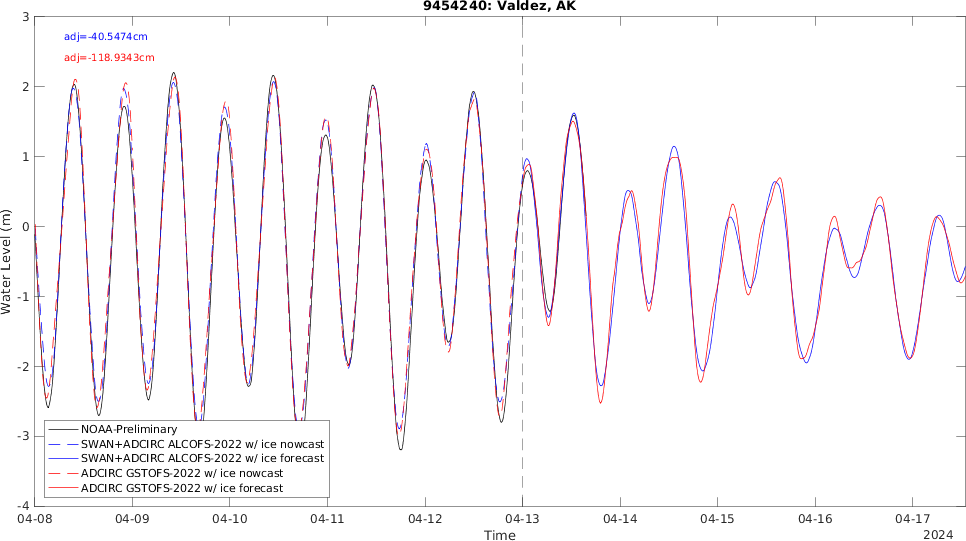 9454240: Valdez, AK
adj=-40.5474cm
adj=-118.9343cm
3
2
1
0
-1
-2
-3
-4
Water Level (m)
NOAA-Preliminary
SWAN+ADCIRC ALCOFS-2022 w/ ice nowcast
SWAN+ADCIRC ALCOFS-2022 w/ ice forecast
ADCIRC GSTOFS-2022 w/ ice nowcast
ADCIRC GSTOFS-2022 w/ ice forecast
04-08 04-09 04-10 04-11 04-12 04-13 04-14 04-15 04-16 04-17
Time
2024